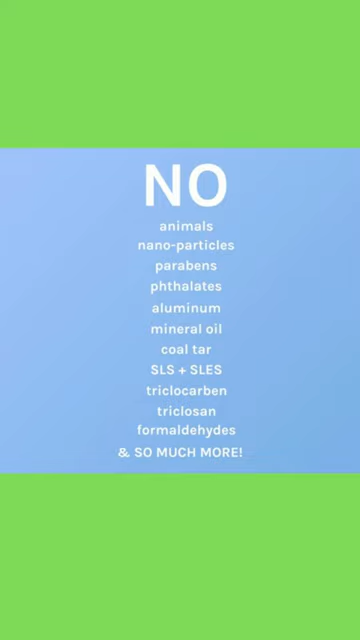 NO
animals
nano-particles
parabens
phthalates
aluminum
mineral oil
coal tar
SLS + SLES
triclocarben
triclosan
formaldehydes
& SO MUCH MORE!